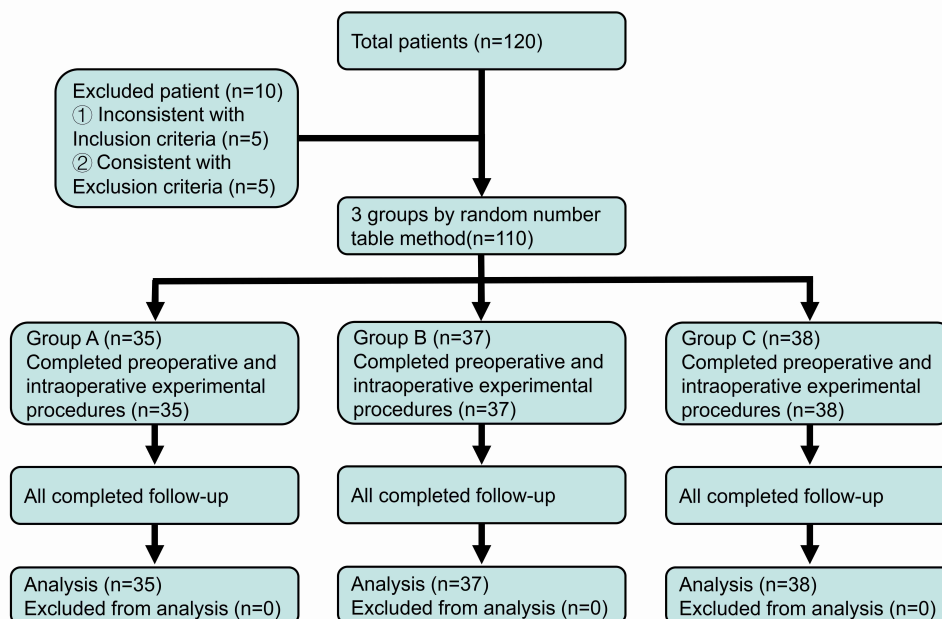 Total patients (n=120)
Excluded patient (n=10)
① Inconsistent with
Inclusion criteria (n=5)
② Consistent with
Exclusion criteria (n=5)
3 groups by random number
table method(n=110)
Group A (n=35)
Completed preoperative and
intraoperative experimental
procedures (n=35)
Group B (n=37)
Completed preoperative and
intraoperative experimental
procedures (n=37)
Group C (n=38)
Completed preoperative and
intraoperative experimental
procedures (n=38)
All completed follow-up
All completed follow-up
All completed follow-up
Analysis (n=35)
Excluded from analysis (n=0)
Analysis (n=37)
Excluded from analysis (n=0)
Analysis (n=38)
Excluded from analysis (n=0)